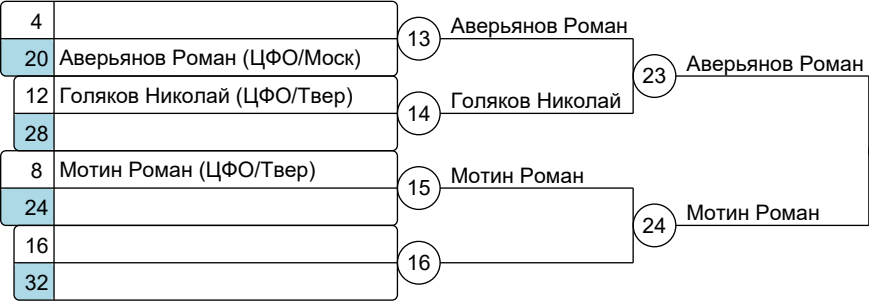 4
20 Аверьянов Роман (ЦФО/Моск)
12 Голяков Николай (ЦФО/Твер)
28
8 Мотин Роман (ЦФО/Твер)
24
16
32
13 Аверьянов Роман
14 Голяков Николай
15 Мотин Роман
16
23 Аверьянов Роман
24 Мотин Роман